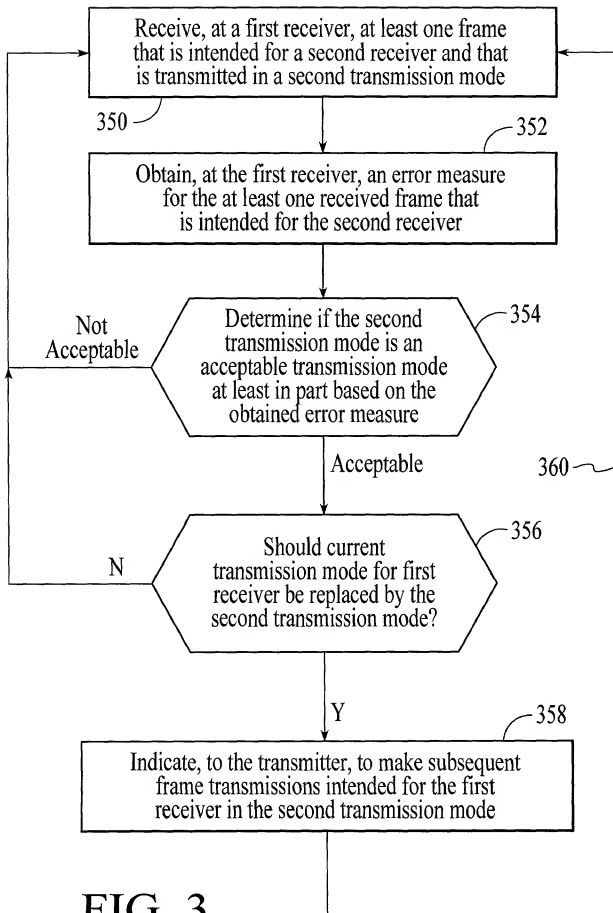 Receive, at a first receiver, at least one frame
that is intended for a second receiver and that
is transmitted in a second transmission mode
350
352
Obtain, at the first receiver, an error measure
for the at least one received frame that
is intended for the second receiver
Not
Acceptable
354
Determine if the second
transmission mode is an
acceptable transmission mode
at least in part based on the
obtained error measure
Acceptable
360
356
N
Should current
transmission mode for first
receiver be replaced by the
second transmission mode?
Y
358
Indicate, to the transmitter, to make subsequent
frame transmissions intended for the first
receiver in the second transmission mode
FIG. 3